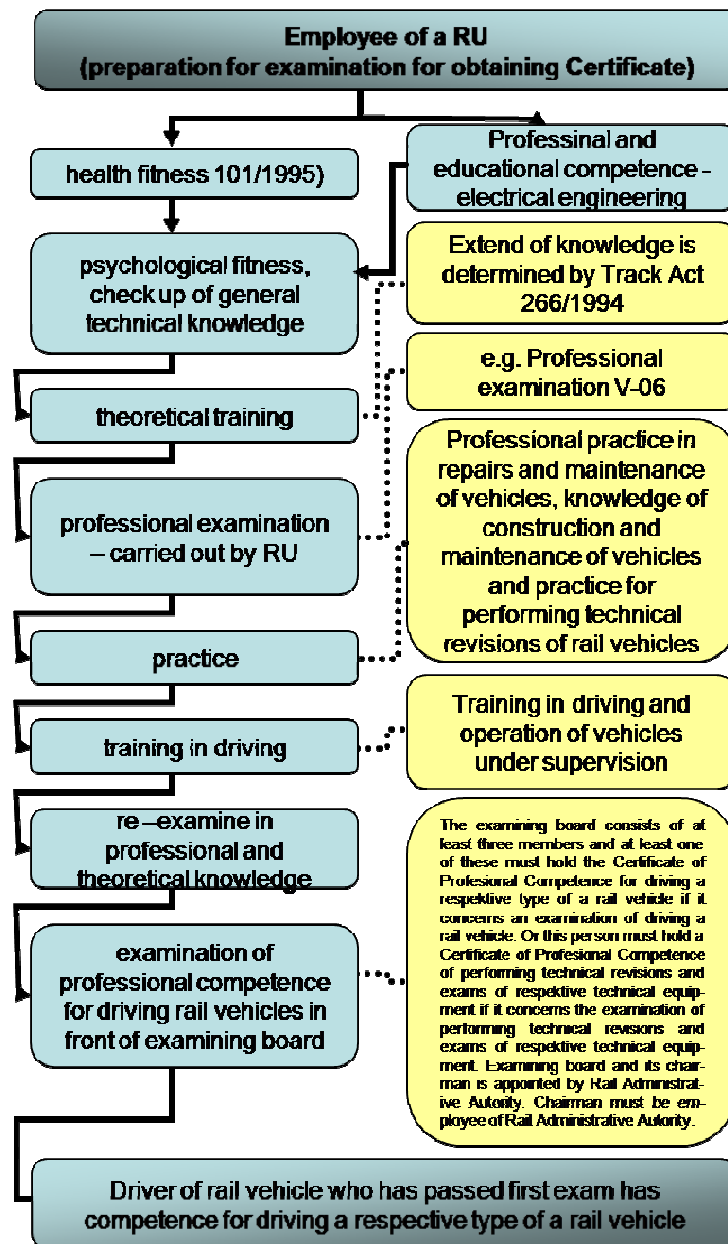 Employee of a RU
(preparation for examination for obtaining Certificate)
health fitness 101/1995)
Professinal and
educational competence -
electrical engineering
psychological fitness,
check up of general
technical knowledge
Extend of knowledge is
determined by Track Act
266/1994
theoretical training
e.g. Professional
examination V-06
professional examination
– carried out by RU
Professional practice in
repairs and maintenance
of vehicles, knowledge of
construction and
maintenance of vehicles
and practice for
performing technical
revisions of rail vehicles
practice
training in driving
Training in driving and
operation of vehicles
under supervision
re –examine in
professional and
theoretical knowledge
examination of
professional competence
for driving rail vehicles in
front of examining board
The examining board consists of at
least three members and at least one
of these must hold the Certificate of
Profesional Competence for driving a
respektive type of a rail vehicle if it
concerns an examination of driving a
rail vehicle. Or this person must hold a
Certificate of Profesional Competence
of performing technical revisions and
exams of respektive technical equip-
ment if it concerns the examination of
performing technical revisions and
exams of respektive technical equip-
ment. Examining board and its chair-
man is appointed by Rail Administrat-
ive Autority. Chairman must be em-
ployee of Rail Administrative Autority.
Driver of rail vehicle who has passed first exam has
competence for driving a respective type of a rail vehicle